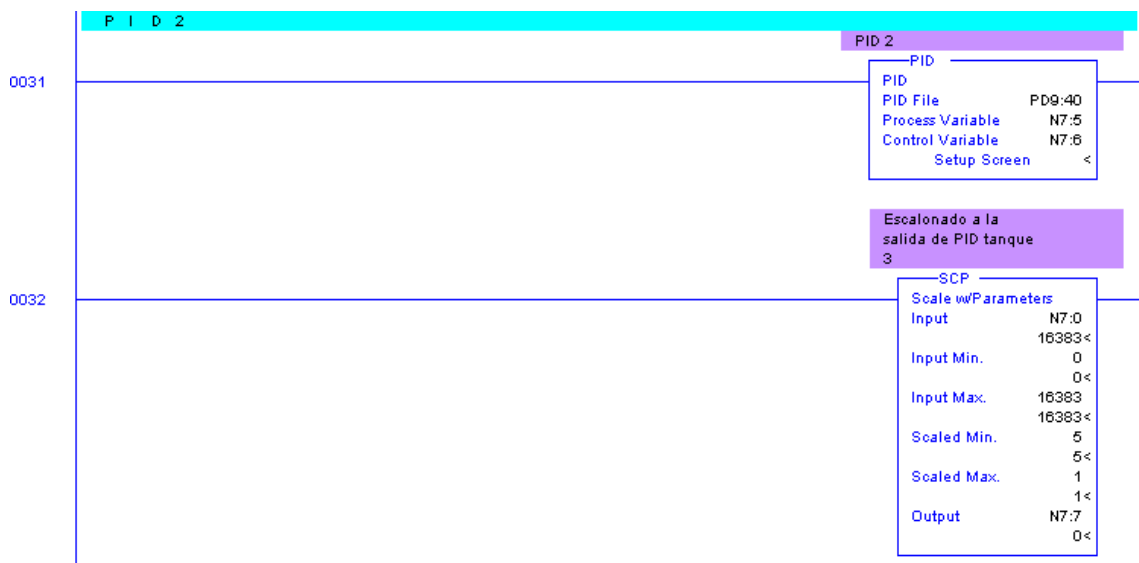 P I D 2
PID 2
0031
PID
PID
PID File PD9:40
Process Variable N7:5
Control Variable N7:6
Setup Screen <
Escalonado a la
salida de PID tanque
3
0032
SCP
Scale w/Parameters
Input N7:0
16383<
Input Min. 0
0<
Input Max. 16383
16383<
Scaled Min. 5
5<
Scaled Max. 1
1<
Output N7:7
0<